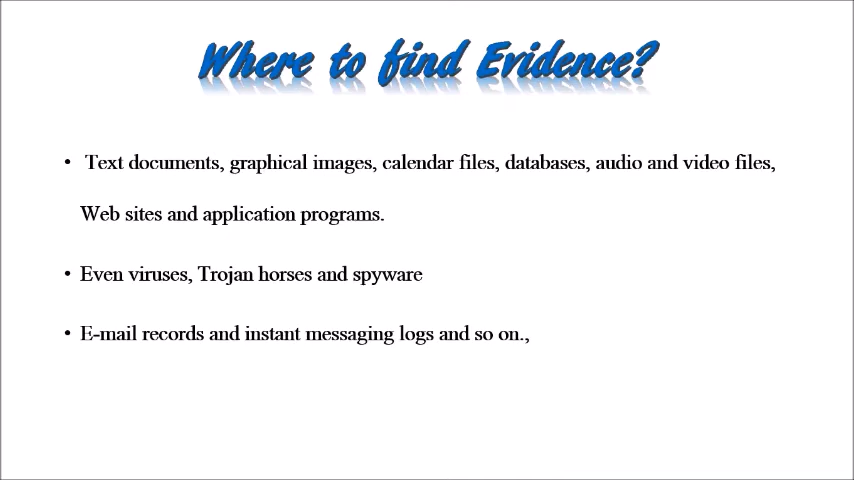 Where to find Evidence?
• Text documents, graphical images, calendar files, databases, audio and video files,
Web sites and application programs.
• Even viruses, Trojan horses and spyware
• E-mail records and instant messaging logs and so on.,